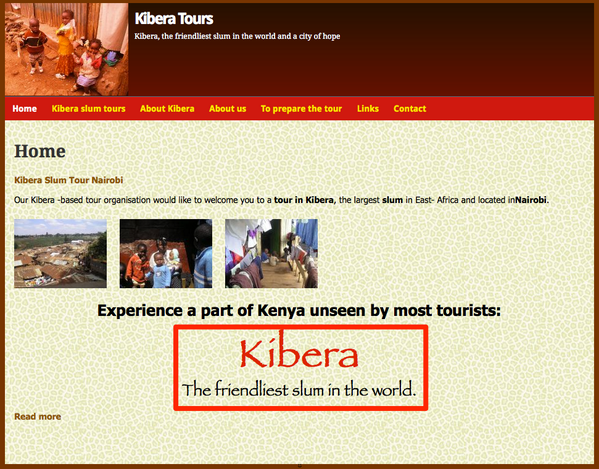 Kibera Tours
Kibera, the friendliest slum in the world and a city of hope
Home Kibera slum tours About Kibera About us To prepare the tour Links Contact
Home
Kibera Slum Tour Nairobi
Our Kibera -based tour organisation would like to welcome you to a tour in Kibera, the largest slum in East- Africa and located inNairobi.
Experience a part of Kenya unseen by most tourists:
Kibera
The friendliest slum in the world.
Read more